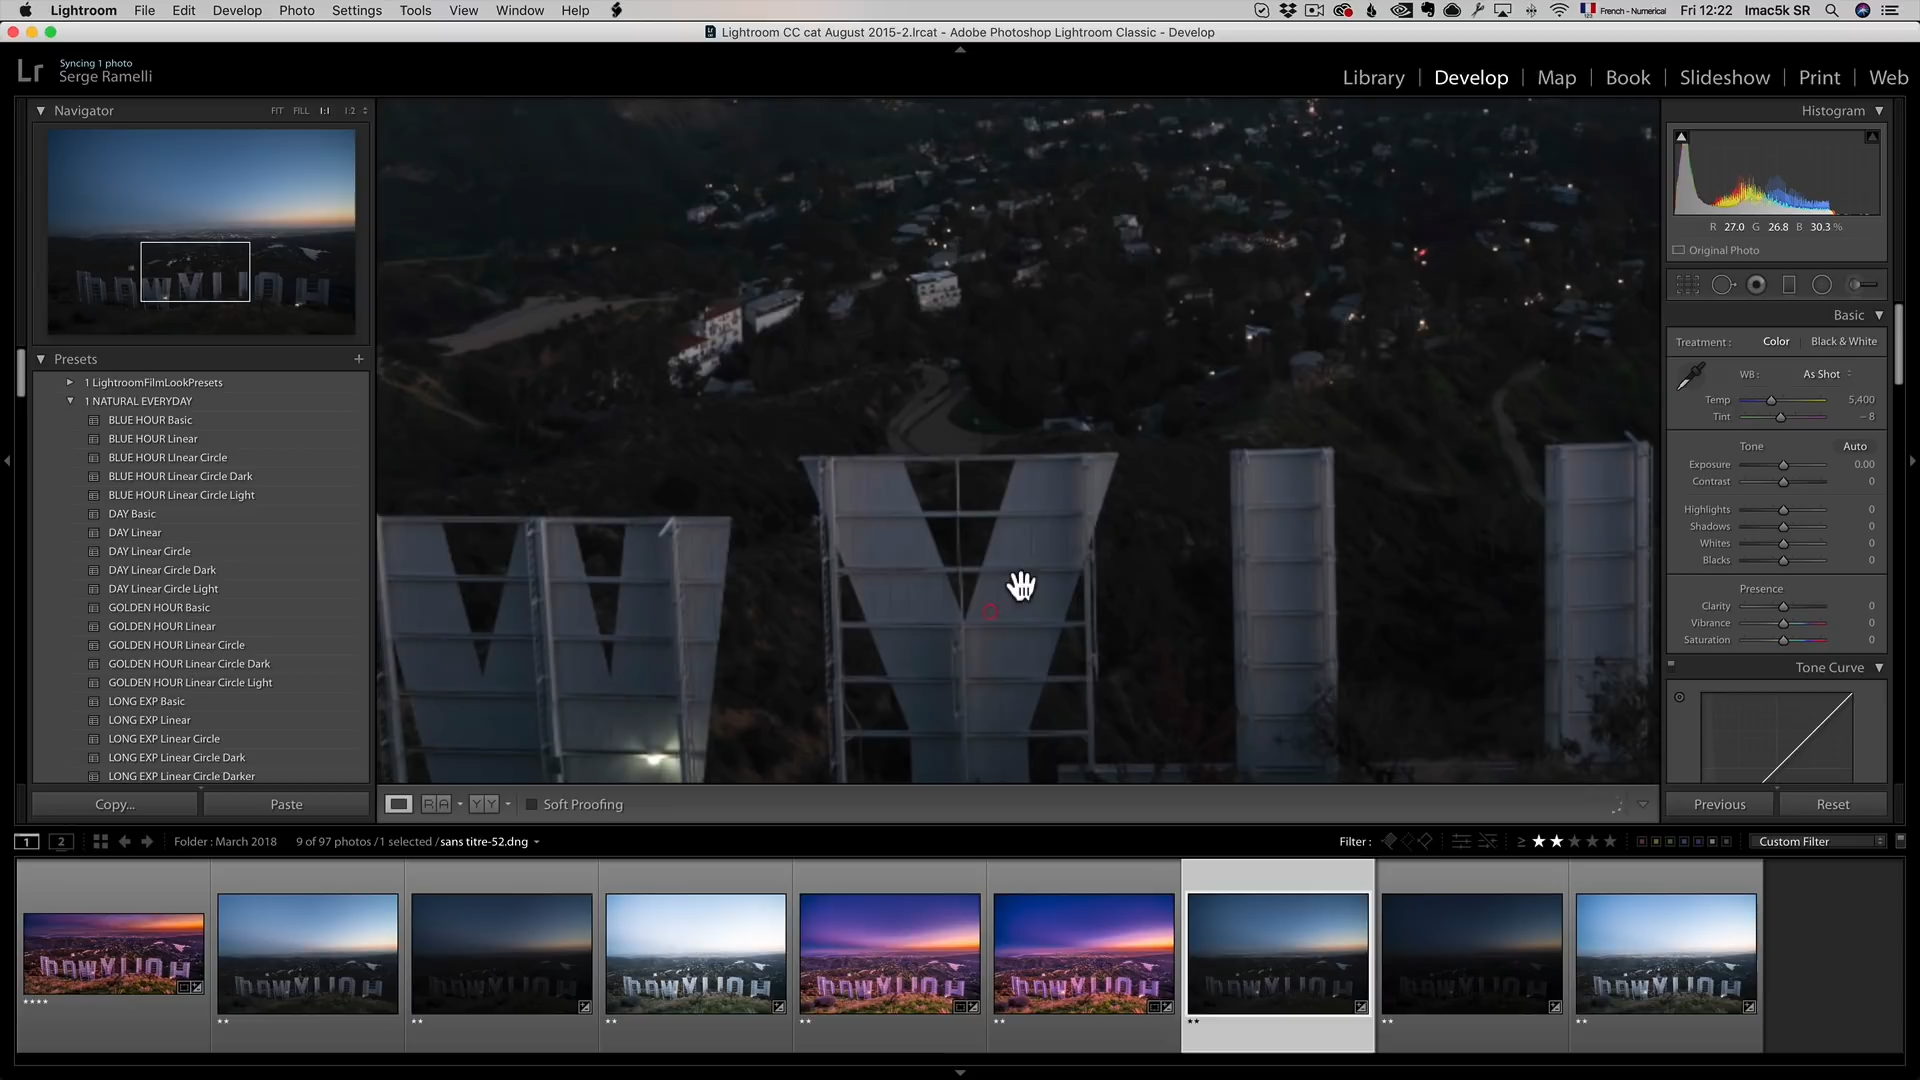 Lightroom File Edit Develop Photo Settings Tools View Window Help French - Numerical Fri 12:22 Imac5k SR
Lightroom CC cat August 2015-2.lrcat - Adobe Photoshop Lightroom Classic - Develop
Lr Syncing 1 photo
Serge Ramelli
Library | Develop | Map | Book | Slideshow | Print | Web
Navigator FIT FILL 1:1 1:2
Histogram
R 27.0 G 26.8 B 30.3 %
Original Photo
Basic
Treatment : Color | Black & White
WB : As Shot
Temp 5,400
Tint – 8
Tone Auto
Exposure 0.00
Contrast 0
Highlights 0
Shadows 0
Whites 0
Blacks 0
Presence
Clarity 0
Vibrance 0
Saturation 0
Tone Curve
Presets +
1 LightroomFilmLookPresets
1 NATURAL EVERYDAY
BLUE HOUR Basic
BLUE HOUR Linear
BLUE HOUR LInear Circle
BLUE HOUR Linear Circle Dark
BLUE HOUR Linear Circle Light
DAY Basic
DAY Linear
DAY Linear Circle
DAY Linear Circle Dark
DAY Linear Circle Light
GOLDEN HOUR Basic
GOLDEN HOUR Linear
GOLDEN HOUR Linear Circle
GOLDEN HOUR Linear Circle Dark
GOLDEN HOUR Linear Circle Light
LONG EXP Basic
LONG EXP Linear
LONG EXP Linear Circle
LONG EXP Linear Circle Dark
LONG EXP Linear Circle Darker
Copy... Paste
R A Y Y Soft Proofing
Previous Reset
1 2 Folder : March 2018 9 of 97 photos / 1 selected / sans titre-52.dng
Filter : ≥ ★★★★★ Custom Filter